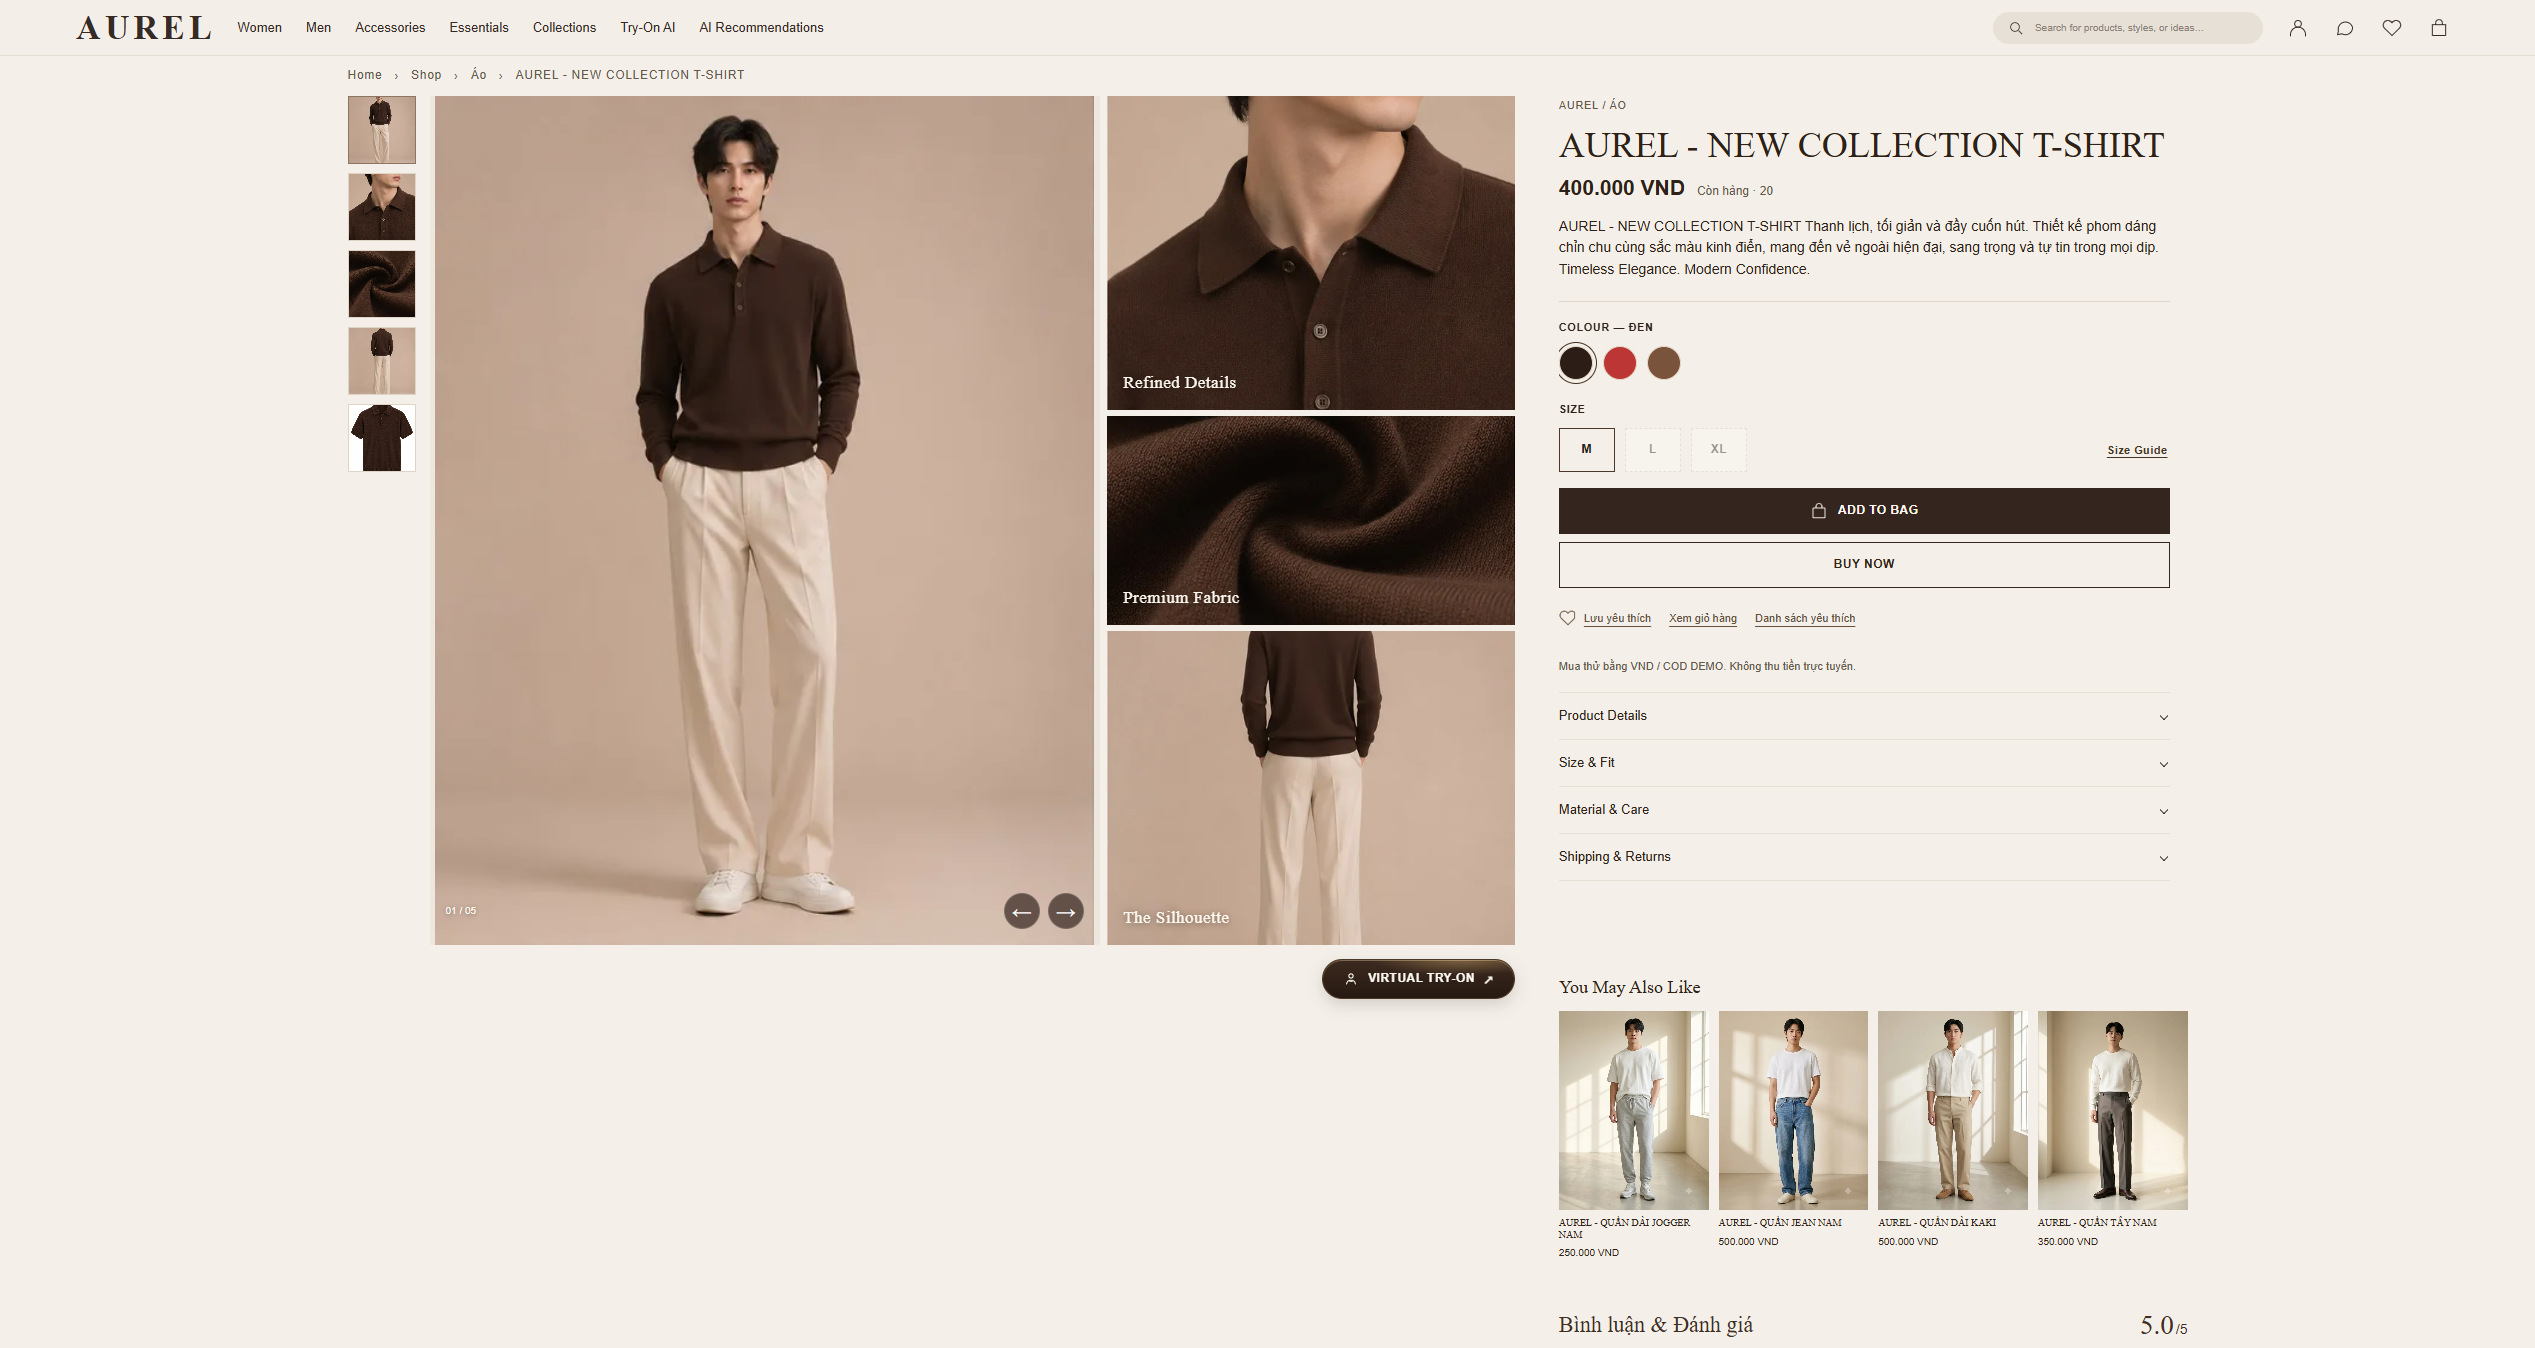 AUREL
Women
Men
Accessories
Essentials
Collections
Try-On AI
AI Recommendations
Search for products, styles, or ideas...
Home › Shop › Áo › AUREL - NEW COLLECTION T-SHIRT
Refined Details
Premium Fabric
The Silhouette
01 / 05
VIRTUAL TRY-ON
AUREL / ÁO
AUREL - NEW COLLECTION T-SHIRT
400.000 VND Còn hàng · 20
AUREL - NEW COLLECTION T-SHIRT Thanh lịch, tối giản và đầy cuốn hút. Thiết kế phom dáng
chỉn chu cùng sắc màu kinh điển, mang đến vẻ ngoài hiện đại, sang trọng và tự tin trong mọi dịp.
Timeless Elegance. Modern Confidence.
COLOUR — ĐEN
SIZE
M
L
XL
Size Guide
ADD TO BAG
BUY NOW
Lưu yêu thích
Xem giỏ hàng
Danh sách yêu thích
Mua thử bằng VND / COD DEMO. Không thu tiền trực tuyến.
Product Details
Size & Fit
Material & Care
Shipping & Returns
You May Also Like
AUREL - QUẦN DÀI JOGGER
NAM
250.000 VND
AUREL - QUẦN JEAN NAM
500.000 VND
AUREL - QUẦN DÀI KAKI
500.000 VND
AUREL - QUẦN TÂY NAM
350.000 VND
Bình luận & Đánh giá
5.0/5